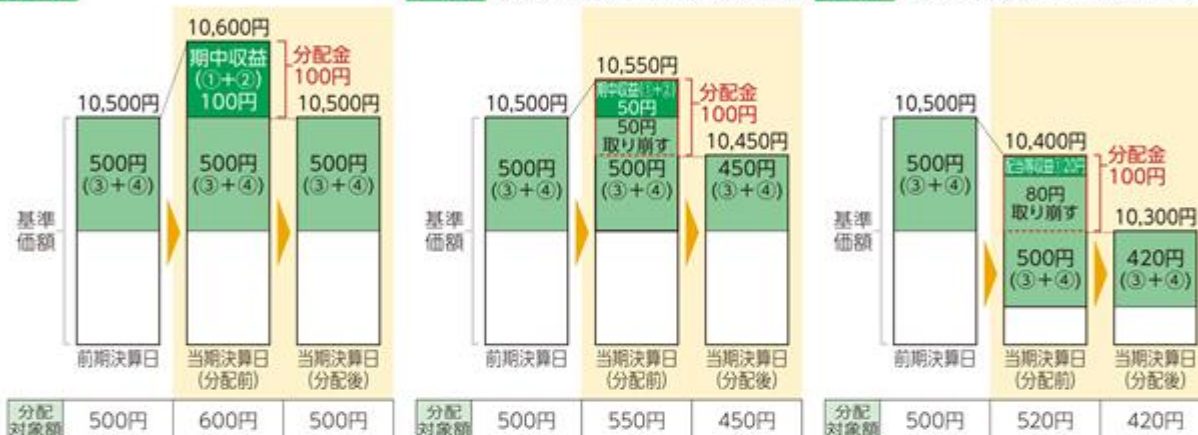 10,600円
期中収益
(①+②)
100円
分配金
100円
10,500円
10,500円
500円
(③+④)
500円
(③+④)
500円
(③+④)
基準
価額
前期決算日
当期決算日
(分配前)
当期決算日
(分配後)
分配
対象額
500円
600円
500円
10,550円
期中収益(①+②)
50円
分配金
100円
10,500円
50円
取り崩す
10,450円
500円
(③+④)
500円
(③+④)
450円
(③+④)
基準
価額
前期決算日
当期決算日
(分配前)
当期決算日
(分配後)
分配
対象額
500円
550円
450円
10,500円
10,400円
配当等収益①20円
分配金
100円
500円
(③+④)
80円
取り崩す
10,300円
500円
(③+④)
420円
(③+④)
基準
価額
前期決算日
当期決算日
(分配前)
当期決算日
(分配後)
分配
対象額
500円
520円
420円